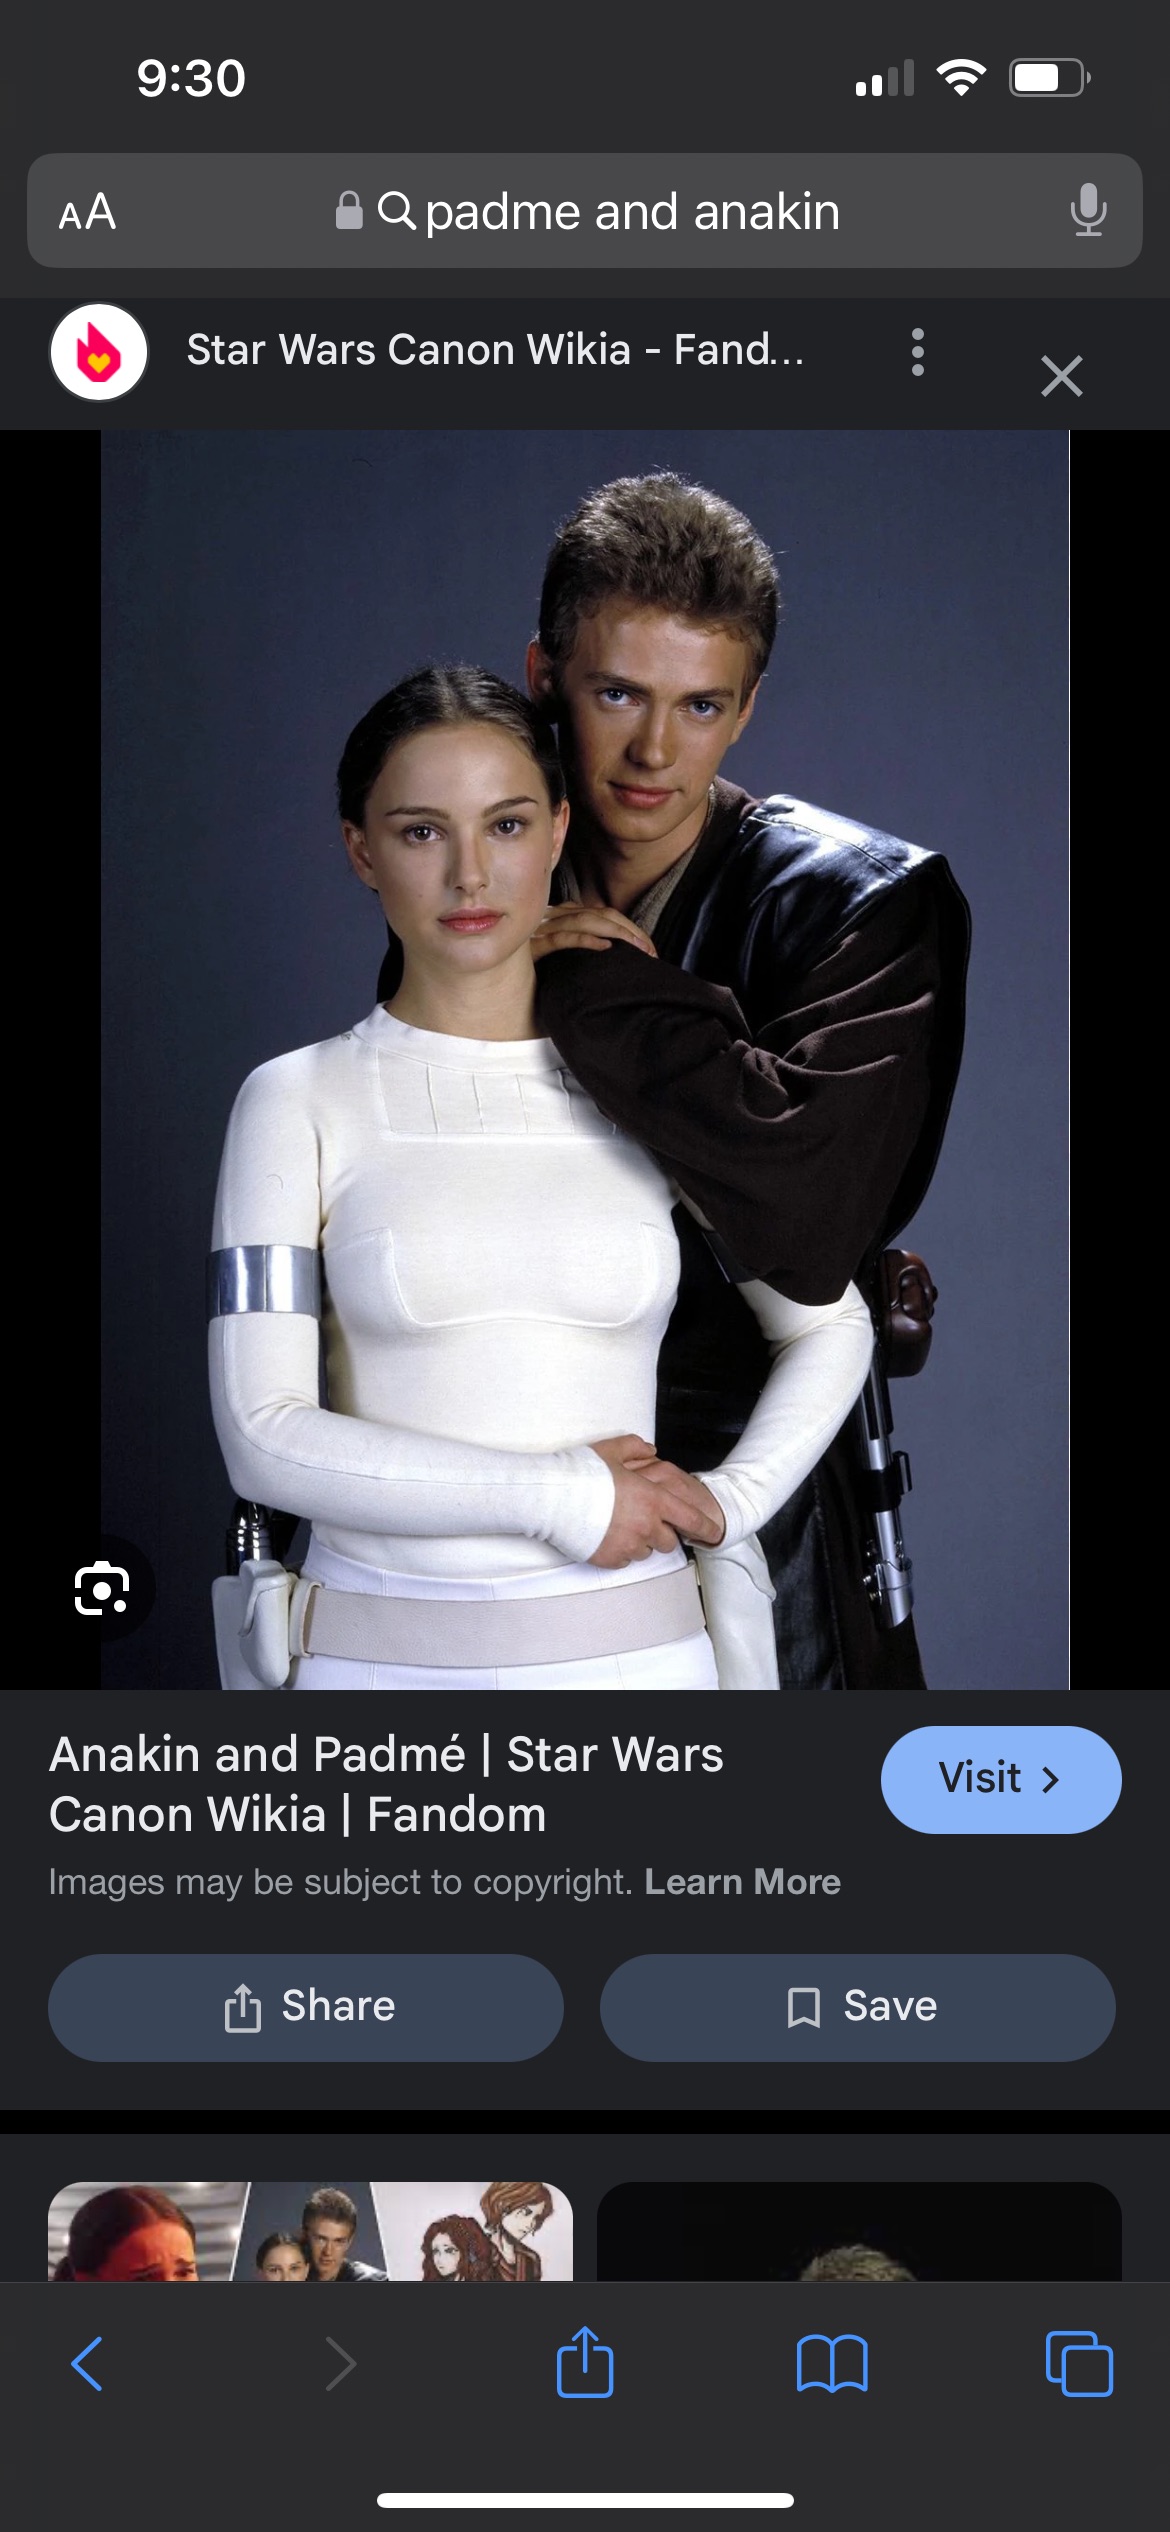 9:30
AA
padme and anakin
Star Wars Canon Wikia - Fand...
Anakin and Padmé | Star Wars
Canon Wikia | Fandom
Visit
Images may be subject to copyright. Learn More
Share
Save